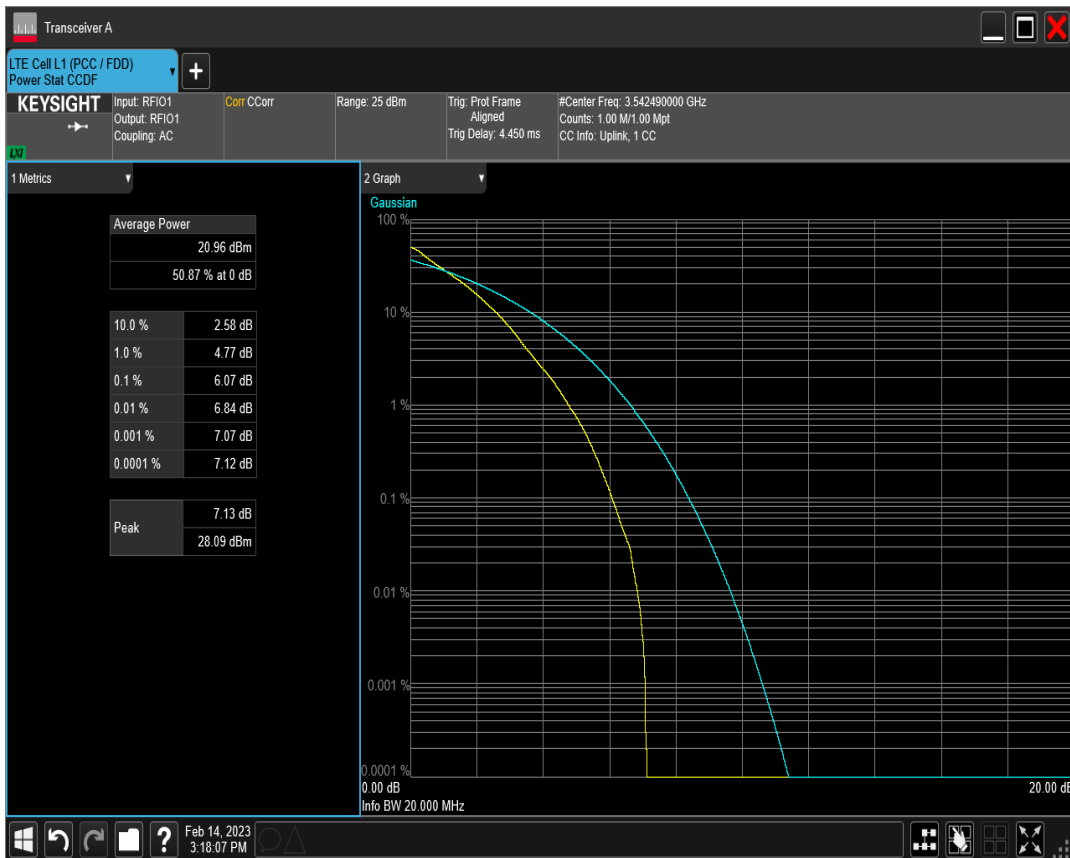 Transceiver A
LTE Cell L1 (PCC / FDD)
Power Stat CCDF
KEYSIGHT
LXI
Input: RFIO1
Output: RFIO1
Coupling: AC
Corr CCorr
Range: 25 dBm
Trig: Prot Frame
Aligned
Trig Delay: 4.450 ms
#Center Freq: 3.542490000 GHz
Counts: 1.00 M/1.00 Mpt
CC Info: Uplink, 1 CC
1 Metrics
Average Power
20.96 dBm
50.87 % at 0 dB
10.0 % 2.58 dB
1.0 % 4.77 dB
0.1 % 6.07 dB
0.01 % 6.84 dB
0.001 % 7.07 dB
0.0001 % 7.12 dB
Peak 7.13 dB
28.09 dBm
2 Graph
Gaussian
100 %
10 %
1 %
0.1 %
0.01 %
0.001 %
0.0001 %
0.00 dB 20.00 dB
Info BW 20.000 MHz
Feb 14, 2023
3:18:07 PM